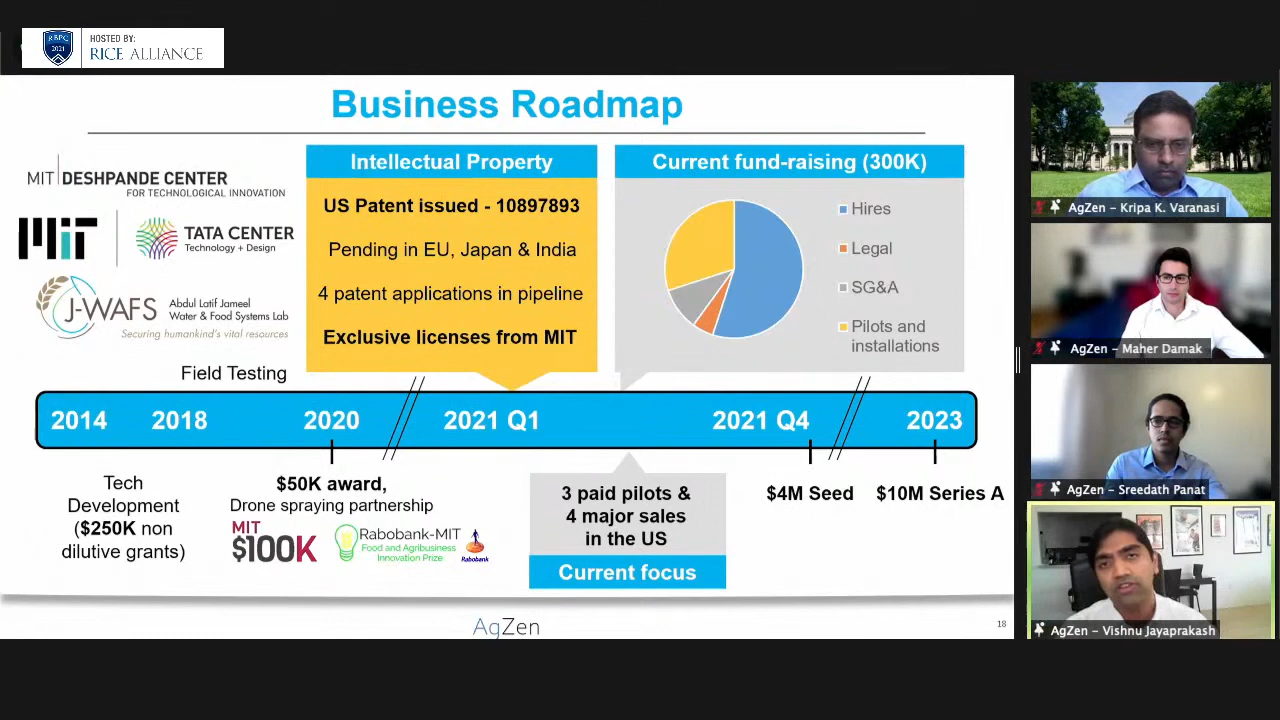 RBPC
2021
HOSTED BY:
RICE ALLIANCE
Business Roadmap
MIT DESHPANDE CENTER
FOR TECHNOLOGICAL INNOVATION
MIT
TATA CENTER
Technology + Design
J-WAFS
Abdul Latif Jameel
Water & Food Systems Lab
Securing humankind's vital resources
Intellectual Property
US Patent issued - 10897893
Pending in EU, Japan & India
4 patent applications in pipeline
Exclusive licenses from MIT
Current fund-raising (300K)
Hires
Legal
SG&A
Pilots and
installations
Field Testing
2014 2018 2020 2021 Q1 2021 Q4 2023
Tech
Development
($250K non
dilutive grants)
$50K award,
Drone spraying partnership
MIT
$100K
Rabobank-MIT
Food and Agribusiness
Innovation Prize
Rabobank
3 paid pilots &
4 major sales
in the US
Current focus
$4M Seed
$10M Series A
AgZen
18
AgZen – Kripa K. Varanasi
AgZen – Maher Damak
AgZen – Sreedath Panat
AgZen – Vishnu Jayaprakash